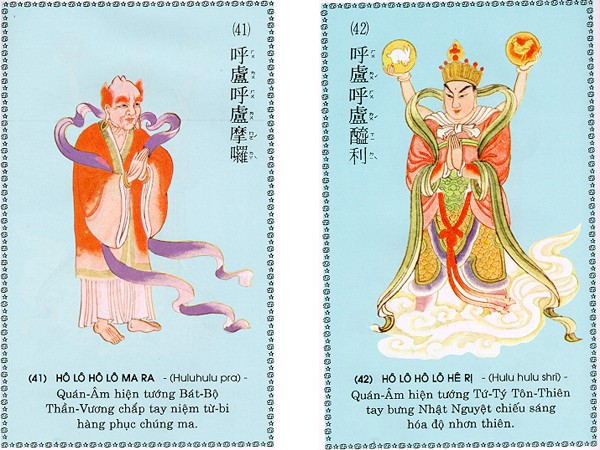 (41)
呼盧呼盧摩囉
(41) HÔ LÔ HÔ LÔ MA RA - (Huluhulu pra) -
Quán-Âm hiện tướng Bát-Bộ
Thần-Vương chấp tay niệm từ-bi
hàng phục chúng ma.
(42)
呼盧呼盧醯利
(42) HÔ LÔ HÔ LÔ HÊ RỊ - (Hulu hulu shri) -
Quán-Âm hiện tướng Tứ-Tý Tôn-Thiên
tay bưng Nhật Nguyệt chiếu sáng
hóa độ nhơn thiên.